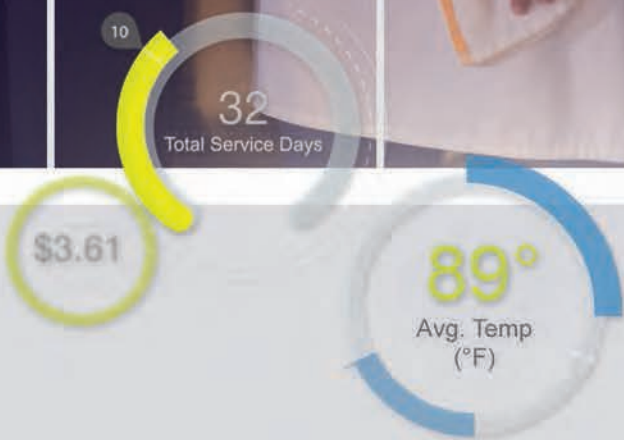 10
32
Total Service Days
$3.61
89°
Avg. Temp
(°F)